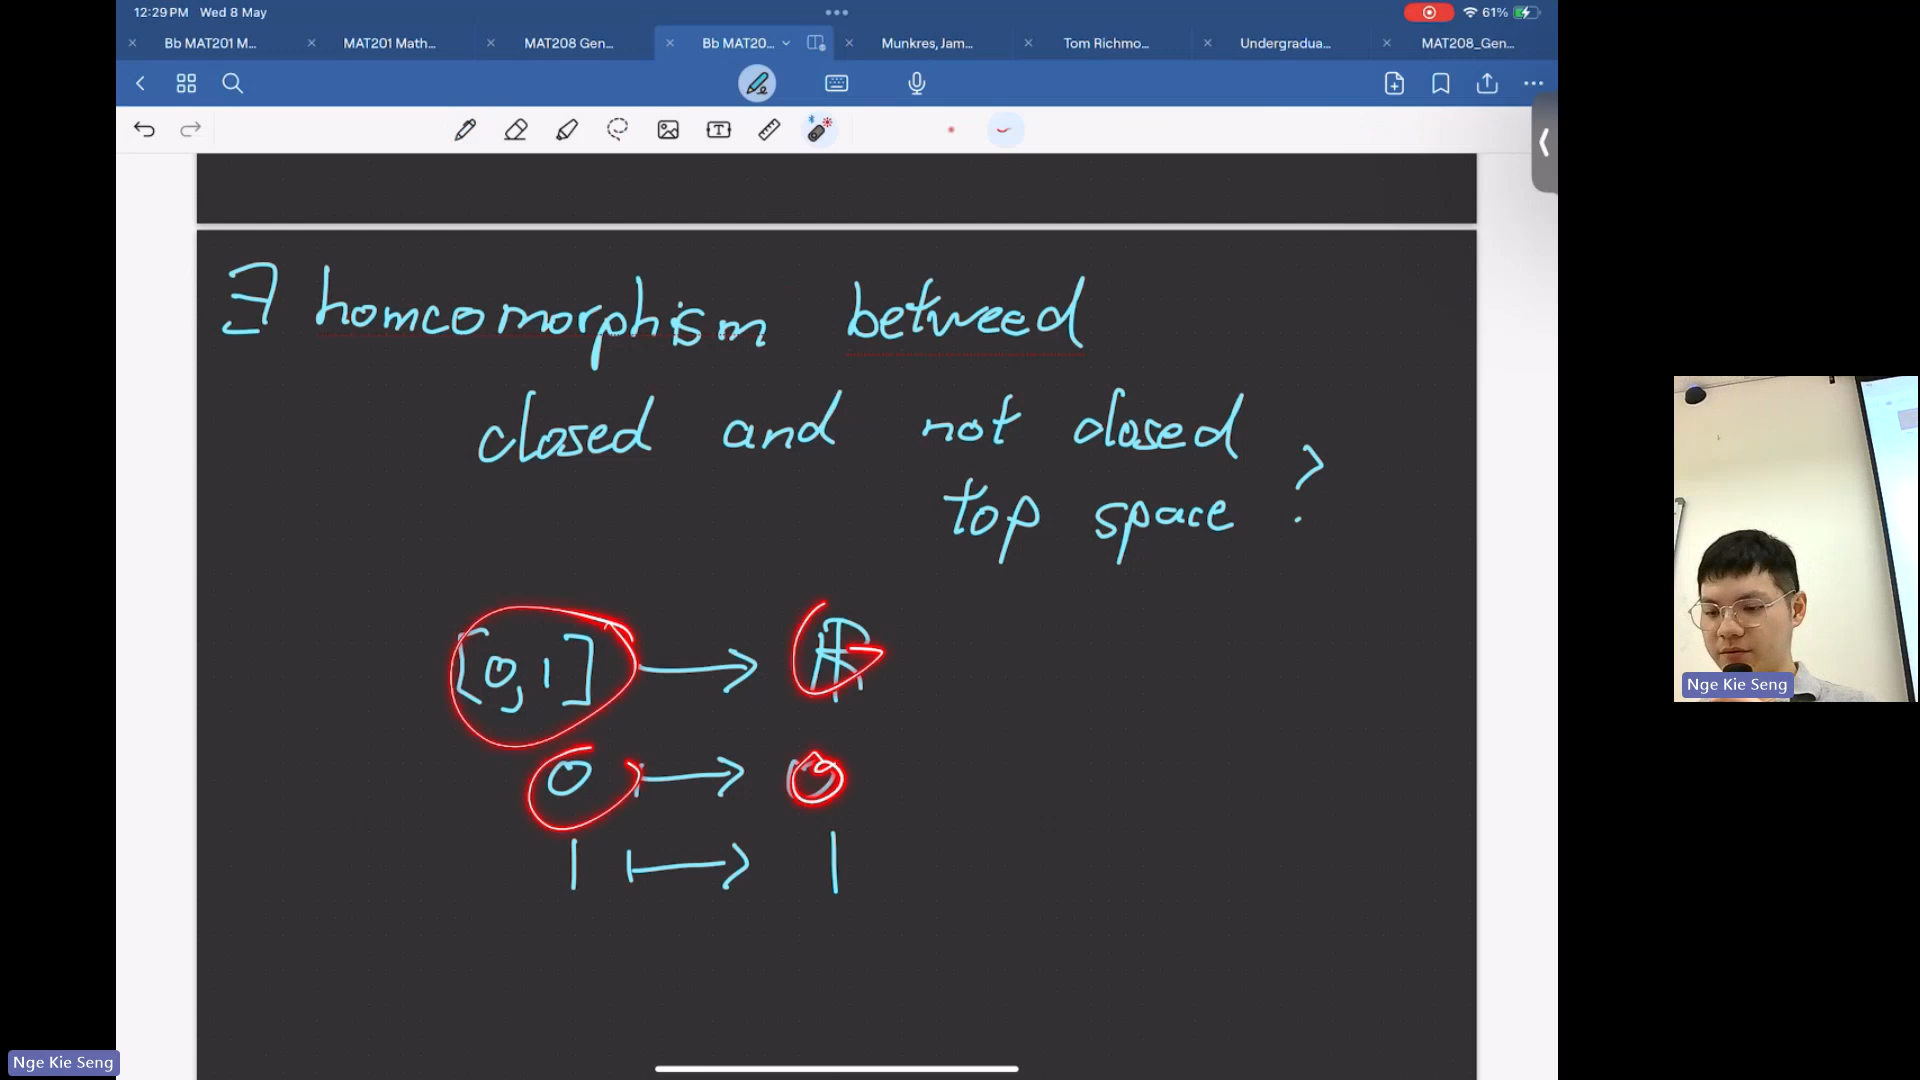 12:29 PM Wed 8 May
61%
Bb MAT201 M...
MAT201 Math...
MAT208 Gen...
Bb MAT20...
Munkres, Jam...
Tom Richmo...
Undergradua...
MAT208_Gen...
∃ homeomorphism betweed
closed and not closed
top space ?
[0,1] → ℝ
0 ↦ 0
1 ↦ 1
Nge Kie Seng
Nge Kie Seng